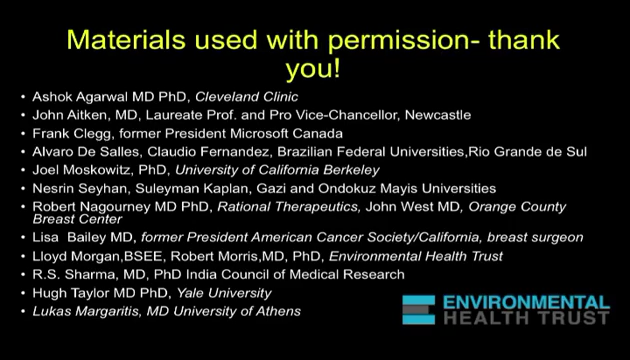 Materials used with permission- thank
you!
• Ashok Agarwal MD PhD, Cleveland Clinic
• John Aitken, MD, Laureate Prof. and Pro Vice-Chancellor, Newcastle
• Frank Clegg, former President Microsoft Canada
• Alvaro De Salles, Claudio Fernandez, Brazilian Federal Universities,Rio Grande de Sul
• Joel Moskowitz, PhD, University of California Berkeley
• Nesrin Seyhan, Suleyman Kaplan, Gazi and Ondokuz Mayis Universities
• Robert Nagourney MD PhD, Rational Therapeutics, John West MD, Orange County
Breast Center
• Lisa Bailey MD, former President American Cancer Society/California, breast surgeon
• Lloyd Morgan,BSEE, Robert Morris,MD, PhD, Environmental Health Trust
• R.S. Sharma, MD, PhD India Council of Medical Research
• Hugh Taylor MD PhD, Yale University
• Lukas Margaritis, MD University of Athens
ENVIRONMENTAL
HEALTH TRUST